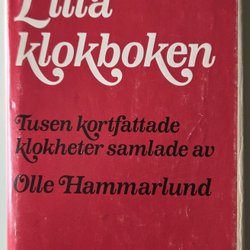 Lilla
klokboken
Tusen kortfattade
klokheter samlade av
Olle Hammarlund